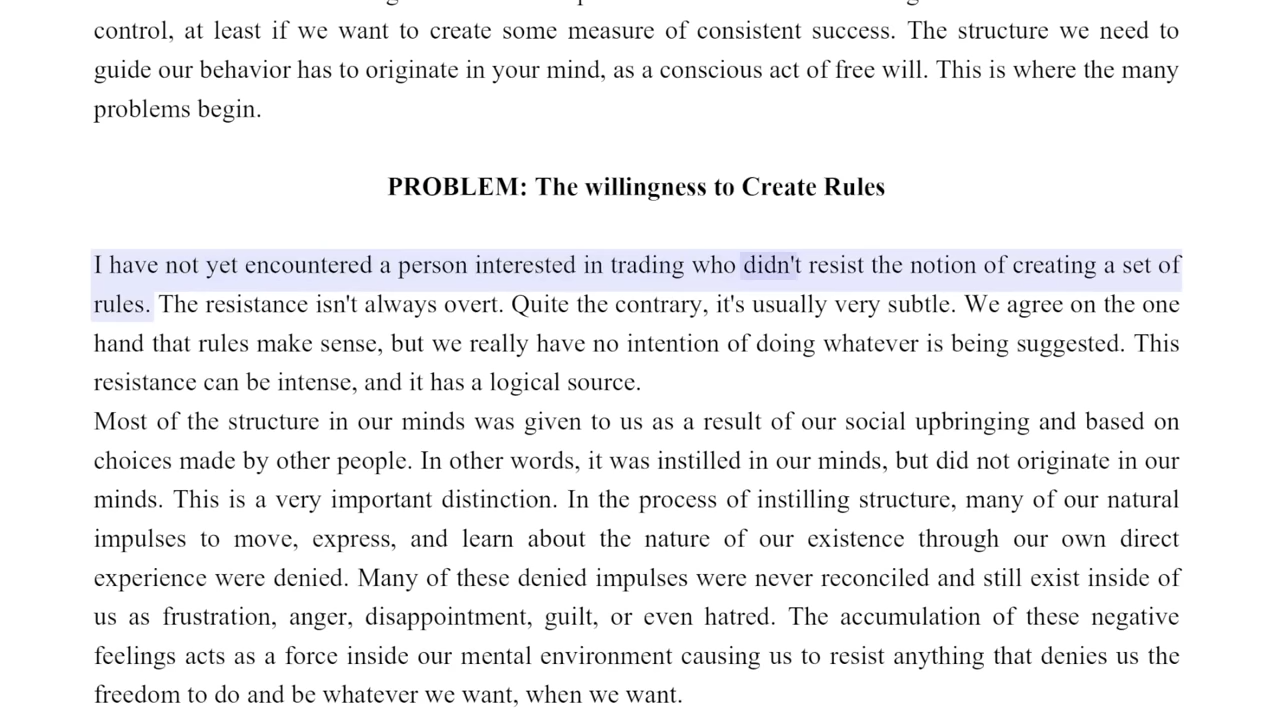 control, at least if we want to create some measure of consistent success. The structure we need to
guide our behavior has to originate in your mind, as a conscious act of free will. This is where the many
problems begin.
PROBLEM: The willingness to Create Rules
I have not yet encountered a person interested in trading who didn't resist the notion of creating a set of
rules. The resistance isn't always overt. Quite the contrary, it's usually very subtle. We agree on the one
hand that rules make sense, but we really have no intention of doing whatever is being suggested. This
resistance can be intense, and it has a logical source.
Most of the structure in our minds was given to us as a result of our social upbringing and based on
choices made by other people. In other words, it was instilled in our minds, but did not originate in our
minds. This is a very important distinction. In the process of instilling structure, many of our natural
impulses to move, express, and learn about the nature of our existence through our own direct
experience were denied. Many of these denied impulses were never reconciled and still exist inside of
us as frustration, anger, disappointment, guilt, or even hatred. The accumulation of these negative
feelings acts as a force inside our mental environment causing us to resist anything that denies us the
freedom to do and be whatever we want, when we want.